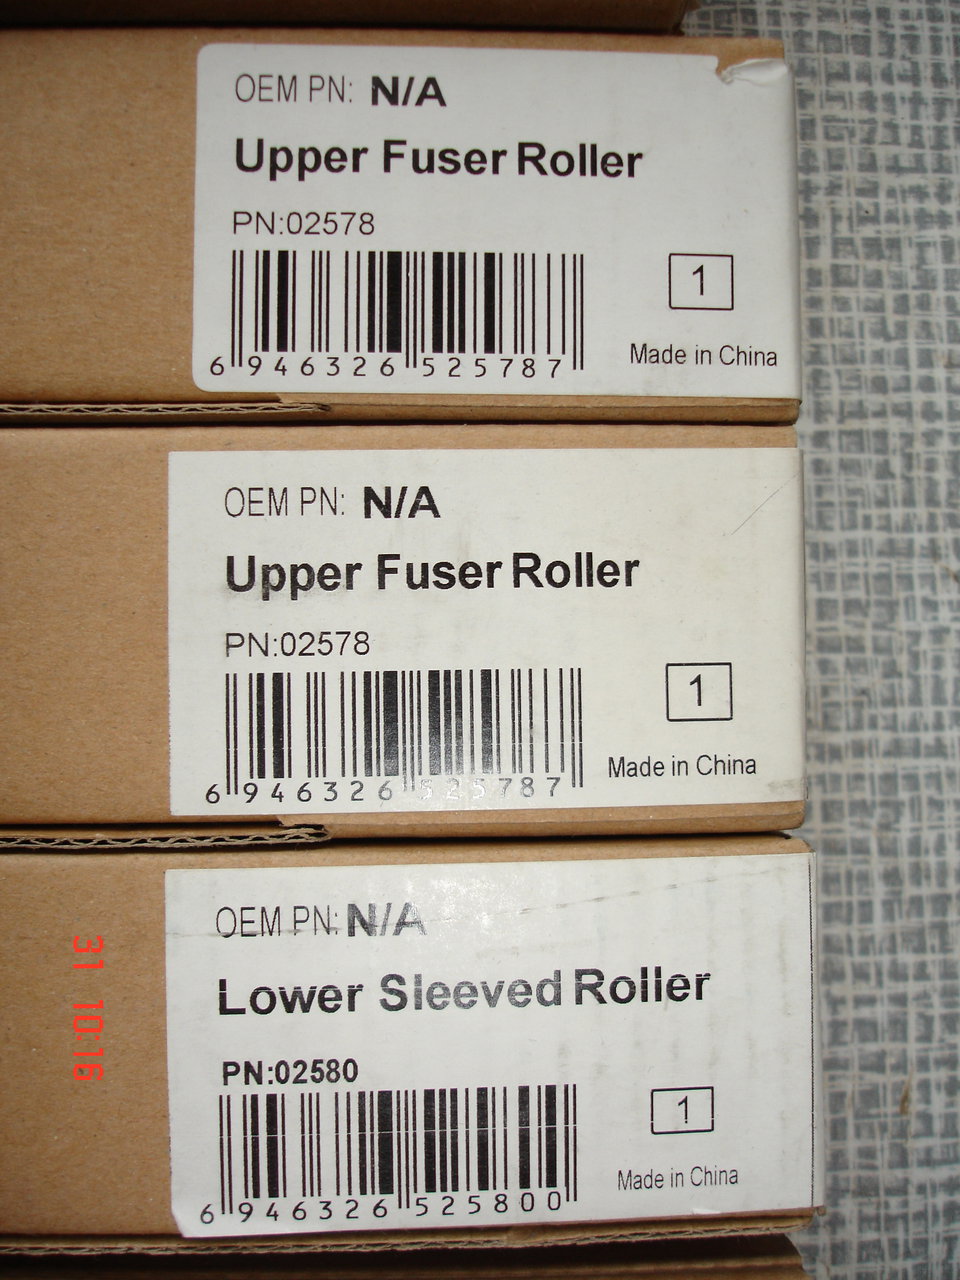 OEM PN: N/A
Upper Fuser Roller
PN:02578
6 946326 525787
1
Made in China
OEM PN: N/A
Upper Fuser Roller
PN:02578
6 946326 525787
1
Made in China
OEM PN: N/A
Lower Sleeved Roller
PN:02580
6 946326 525800
1
Made in China
31 10:16